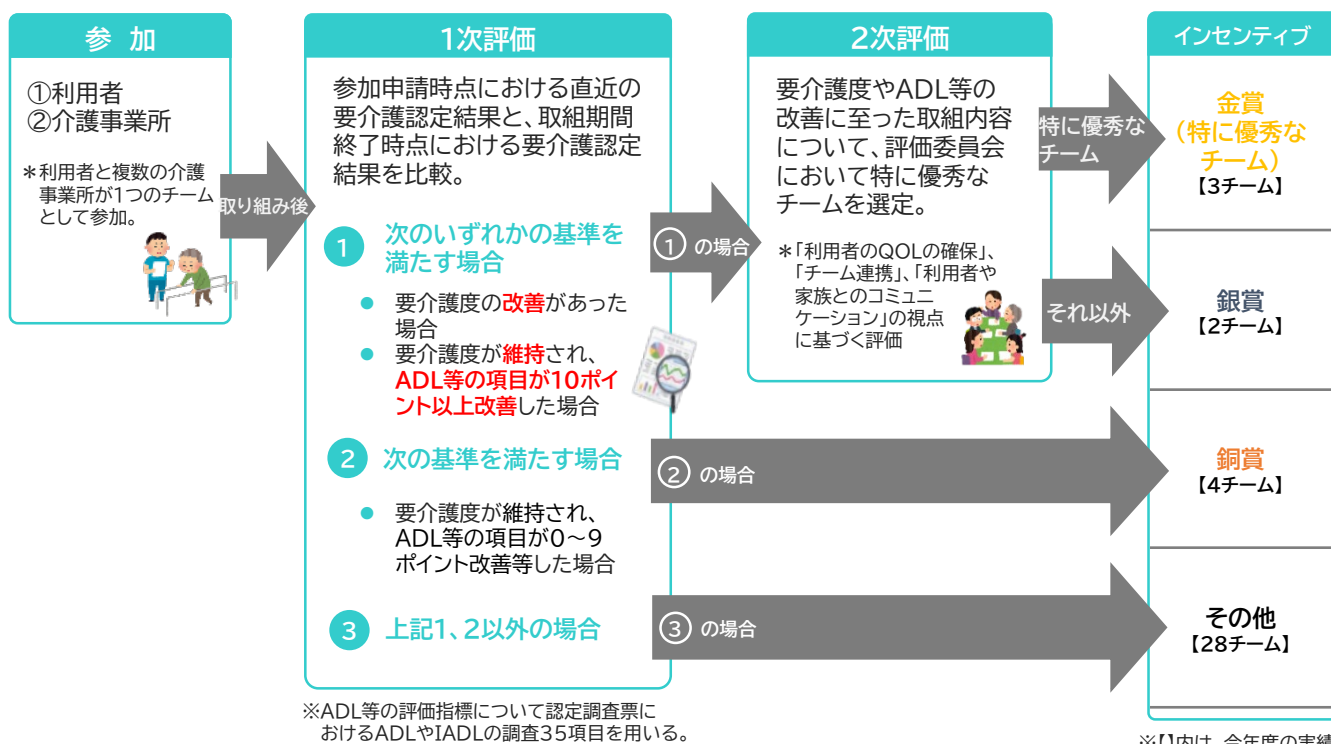 参 加
①利用者
②介護事業所
＊利用者と複数の介護
事業所が1つのチーム
として参加。
取り組み後
1次評価
参加申請時点における直近の
要介護認定結果と、取組期間
終了時点における要介護認定
結果を比較。
1 次のいずれかの基準を
満たす場合
● 要介護度の改善があった
場合
● 要介護度が維持され、
ADL等の項目が10ポイ
ント以上改善した場合
2 次の基準を満たす場合
● 要介護度が維持され、
ADL等の項目が0～9
ポイント改善等した場合
3 上記1、2以外の場合
※ADL等の評価指標について認定調査票に
おけるADLやIADLの調査35項目を用いる。
① の場合
② の場合
③ の場合
2次評価
要介護度やADL等の
改善に至った取組内容
について、評価委員会
において特に優秀な
チームを選定。
＊「利用者のQOLの確保」、
「チーム連携」、「利用者や
家族とのコミュニ
ケーション」の視点
に基づく評価
特に優秀な
チーム
それ以外
インセンティブ
金賞
（特に優秀な
チーム）
【3チーム】
銀賞
【2チーム】
銅賞
【4チーム】
その他
【28チーム】
※【】内は、今年度の実績